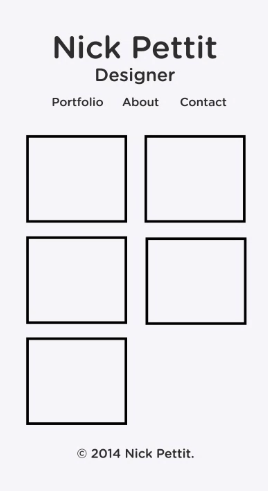 Nick Pettit
Designer
Portfolio About Contact
© 2014 Nick Pettit.